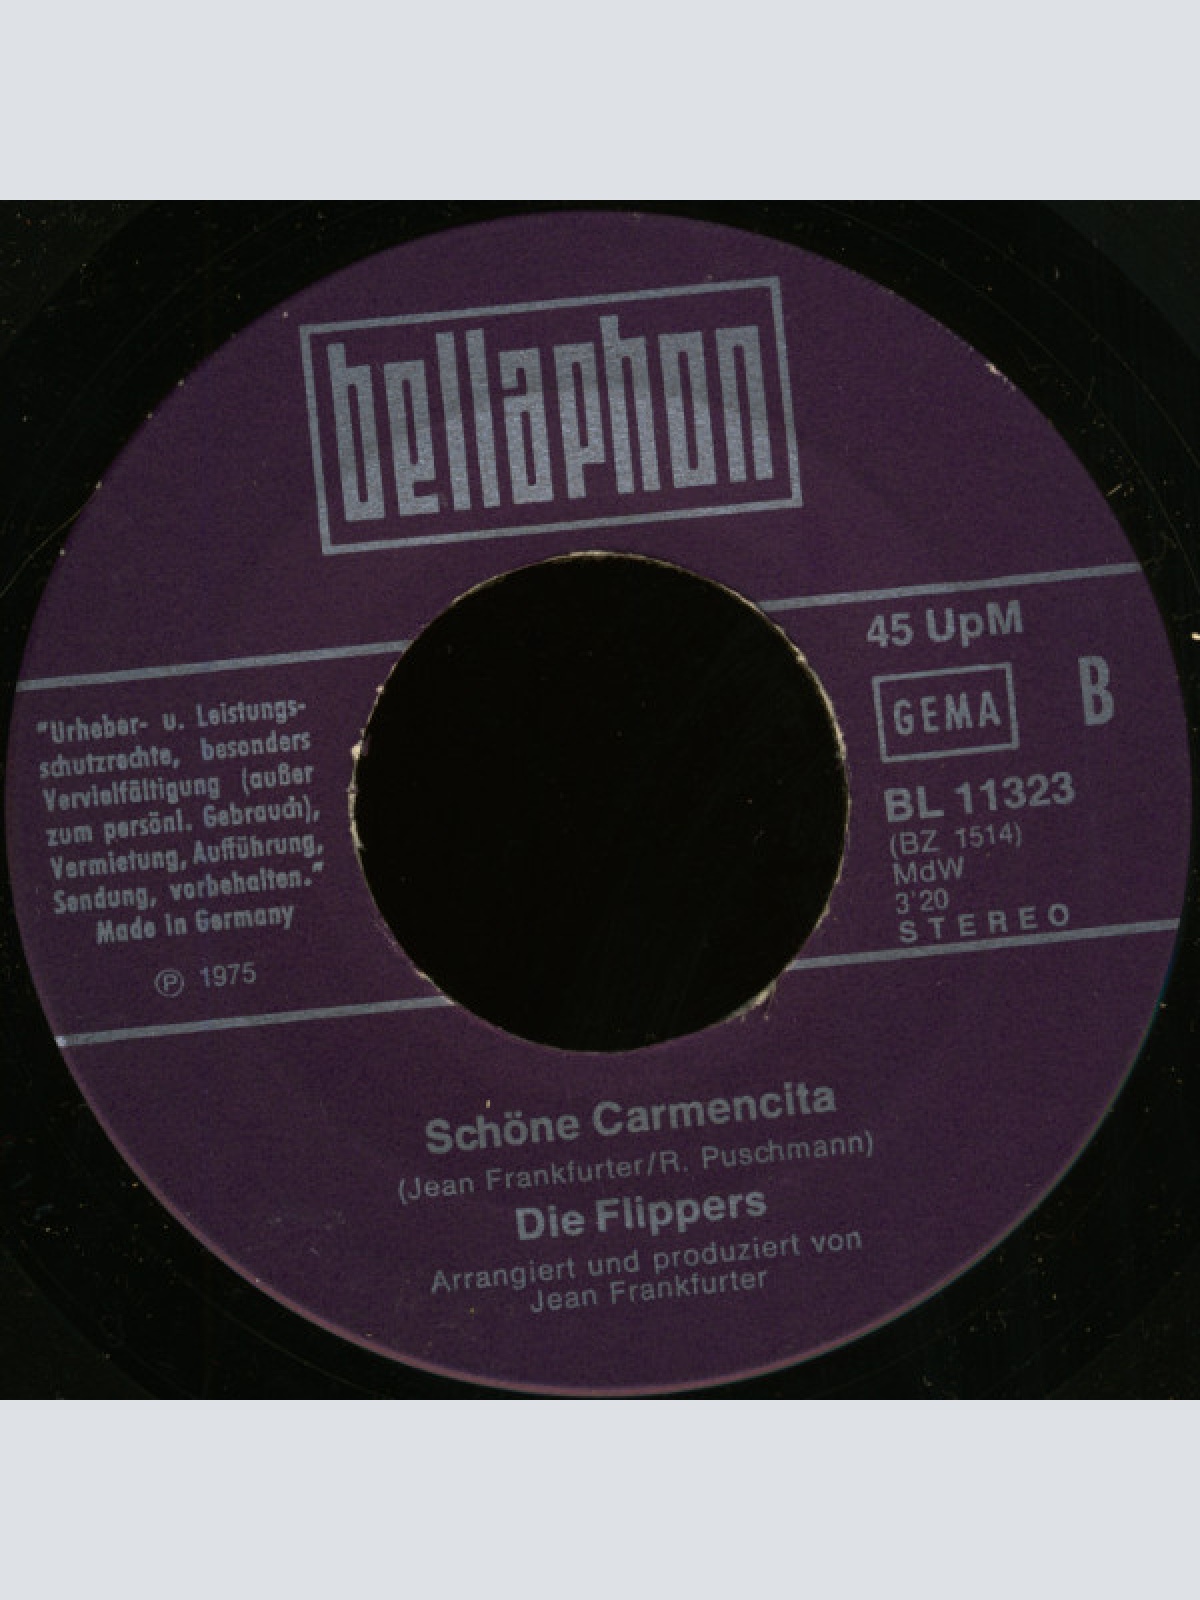 bellaphon
45 UpM
GEMA
B
BL 11323
(BZ 1514)
MdW
3'20
STEREO
"Urheber- u. Leistungs-
schutzrechte, besonders
Vervielfältigung (außer
zum persönl. Gebrauch),
Vermietung, Aufführung,
Sendung, vorbehalten."
Made in Germany
℗ 1975
Schöne Carmencita
(Jean Frankfurter/R. Puschmann)
Die Flippers
Arrangiert und produziert von
Jean Frankfurter